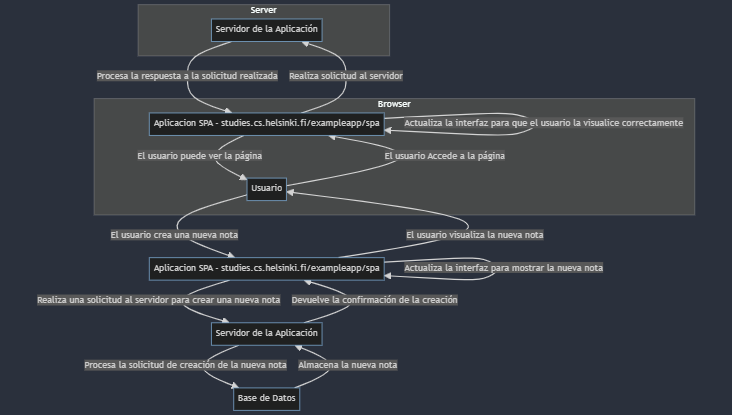 Server
Servidor de la Aplicación
Procesa la respuesta a la solicitud realizada
Realiza solicitud al servidor
Browser
Aplicacion SPA - studies.cs.helsinki.fi/exampleapp/spa
Actualiza la interfaz para que el usuario la visualice correctamente
El usuario puede ver la página
El usuario Accede a la página
Usuario
El usuario crea una nueva nota
El usuario visualiza la nueva nota
Aplicacion SPA - studies.cs.helsinki.fi/exampleapp/spa
Actualiza la interfaz para mostrar la nueva nota
Realiza una solicitud al servidor para crear una nueva nota
Devuelve la confirmación de la creación
Servidor de la Aplicación
Procesa la solicitud de creación de la nueva nota
Almacena la nueva nota
Base de Datos